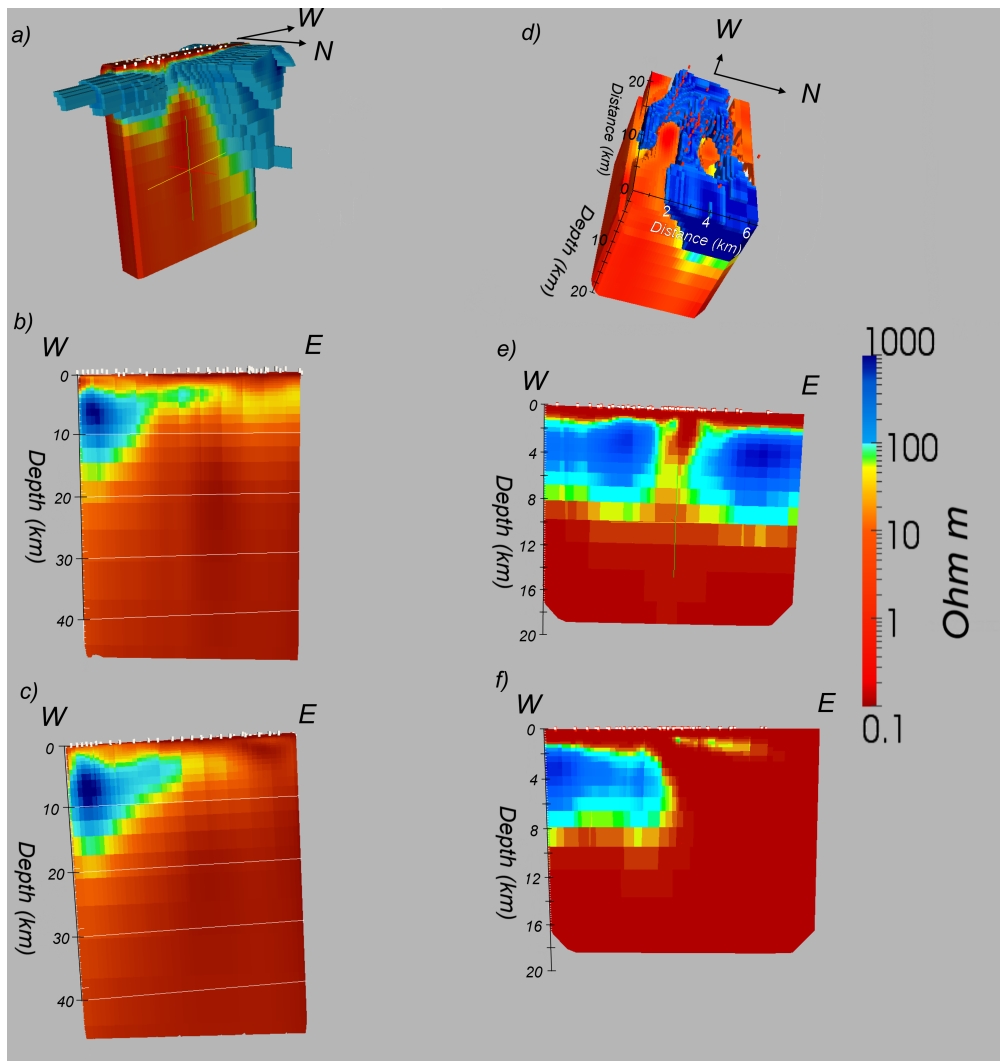 a)
W
N
d)
W
N
20
10
0
Distance (km)
2
4
6
Distance (km)
10
20
Depth (km)
b)
W
E
0
10
20
30
40
Depth (km)
e)
W
E
0
4
8
12
16
20
Depth (km)
1000
100
10
1
0.1
Ohm m
c)
W
E
0
10
20
30
40
Depth (km)
f)
W
E
0
4
8
12
16
20
Depth (km)